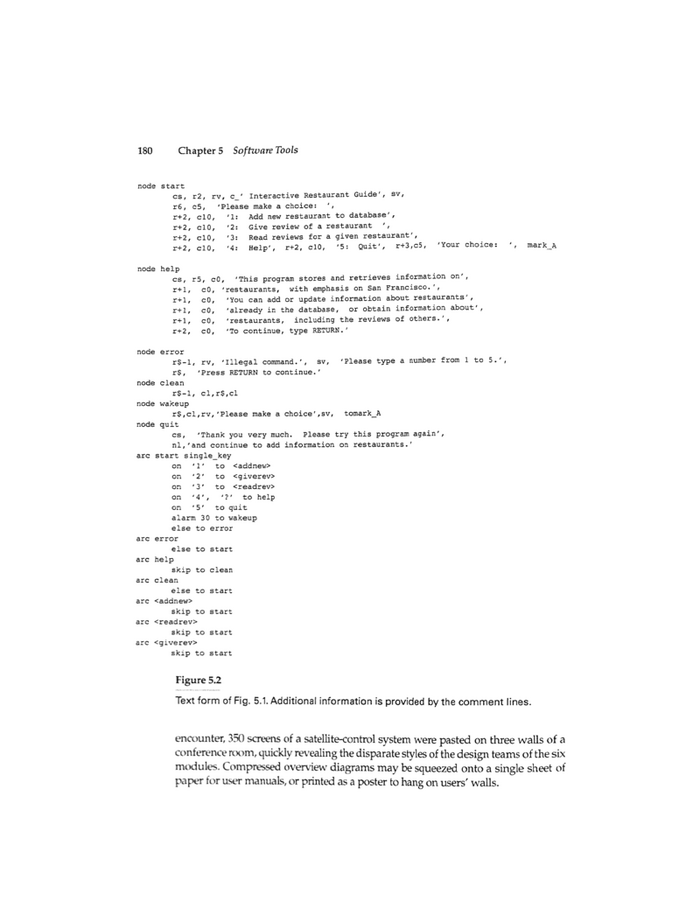 180 Chapter 5 Software Tools
node start
cs, r2, rv, c_' Interactive Restaurant Guide', sv,
r6, c5, 'Please make a choice: ',
r+2, c10, '1: Add new restaurant to database',
r+2, c10, '2: Give review of a restaurant ',
r+2, c10, '3: Read reviews for a given restaurant',
r+2, c10, '4: Help', r+2, c10, '5: Quit', r+3,c5, 'Your choice: ', mark_A
node help
cs, r5, c0, 'This program stores and retrieves information on',
r+1, c0, 'restaurants, with emphasis on San Francisco.',
r+1, c0, 'You can add or update information about restaurants',
r+1, c0, 'already in the database, or obtain information about',
r+1, c0, 'restaurants, including the reviews of others.',
r+2, c0, 'To continue, type RETURN.'
node error
r$-1, rv, 'Illegal command.', sv, 'Please type a number from 1 to 5.',
r$, 'Press RETURN to continue.'
node clean
r$-1, cl,r$,cl
node wakeup
r$,cl,rv,'Please make a choice',sv, tomark_A
node quit
cs, 'Thank you very much. Please try this program again',
nl,'and continue to add information on restaurants.'
arc start single_key
on '1' to <addnew>
on '2' to <giverev>
on '3' to <readrev>
on '4', '?' to help
on '5' to quit
alarm 30 to wakeup
else to error
arc error
else to start
arc help
skip to clean
arc clean
else to start
arc <addnew>
skip to start
arc <readrev>
skip to start
arc <giverev>
skip to start
Figure 5.2
Text form of Fig. 5.1. Additional information is provided by the comment lines.
encounter, 350 screens of a satellite-control system were pasted on three walls of a
conference room, quickly revealing the disparate styles of the design teams of the six
modules. Compressed overview diagrams may be squeezed onto a single sheet of
paper for user manuals, or printed as a poster to hang on users' walls.